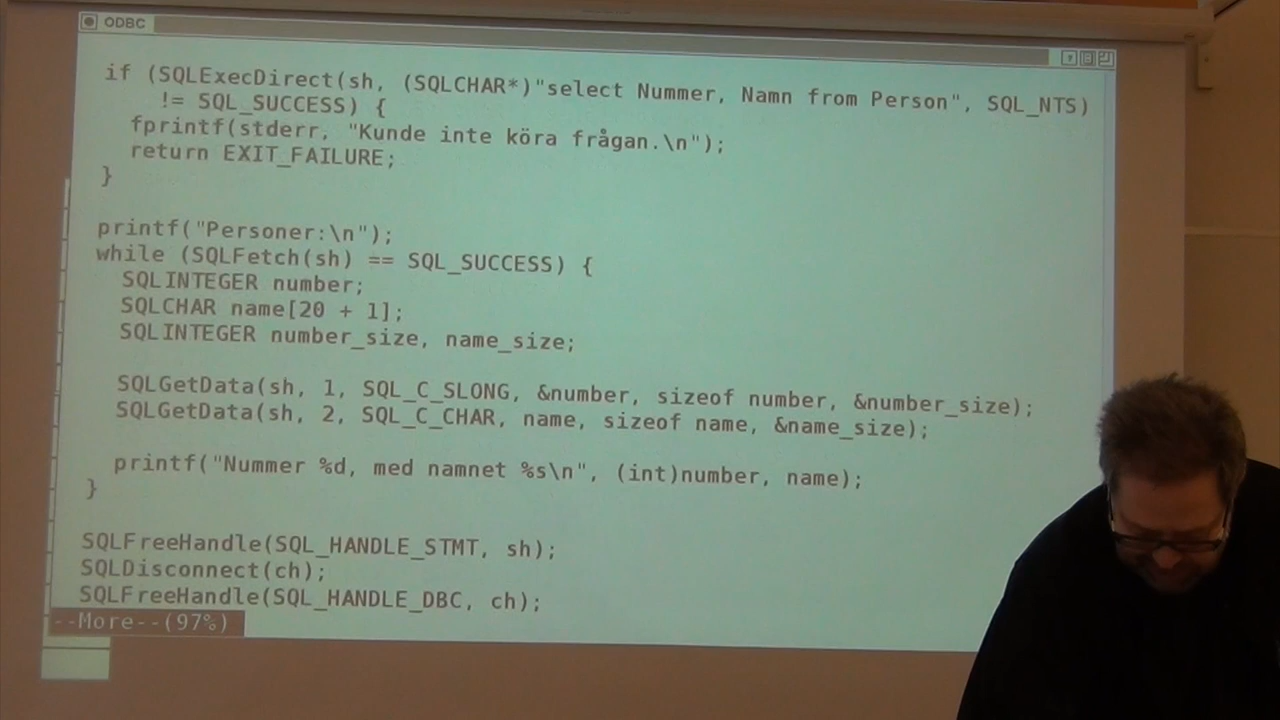 ODBC
if (SQLExecDirect(sh, (SQLCHAR*)"select Nummer, Namn from Person", SQL_NTS)
!= SQL_SUCCESS) {
fprintf(stderr, "Kunde inte köra frågan.\n");
return EXIT_FAILURE;
}
printf("Personer:\n");
while (SQLFetch(sh) == SQL_SUCCESS) {
SQLINTEGER number;
SQLCHAR name[20 + 1];
SQLINTEGER number_size, name_size;
SQLGetData(sh, 1, SQL_C_SLONG, &number, sizeof number, &number_size);
SQLGetData(sh, 2, SQL_C_CHAR, name, sizeof name, &name_size);
printf("Nummer %d, med namnet %s\n", (int)number, name);
}
SQLFreeHandle(SQL_HANDLE_STMT, sh);
SQLDisconnect(ch);
SQLFreeHandle(SQL_HANDLE_DBC, ch);
--More--(97%)